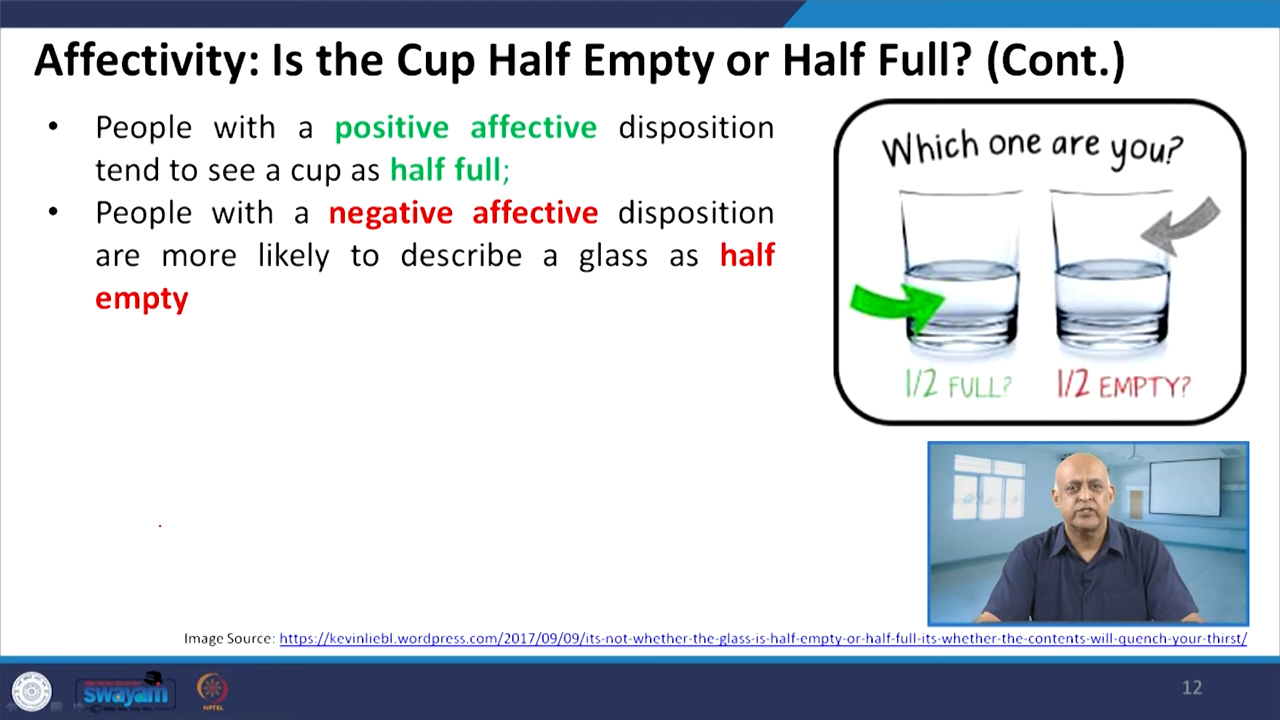 Affectivity: Is the Cup Half Empty or Half Full? (Cont.)
• People with a positive affective disposition
tend to see a cup as half full;
• People with a negative affective disposition
are more likely to describe a glass as half
empty
Which one are you?
1/2 FULL?
1/2 EMPTY?
Image Source: https://kevinliebl.wordpress.com/2017/09/09/its-not-whether-the-glass-is-half-empty-or-half-full-its-whether-the-contents-will-quench-your-thirst/
swayam
NPTEL
12